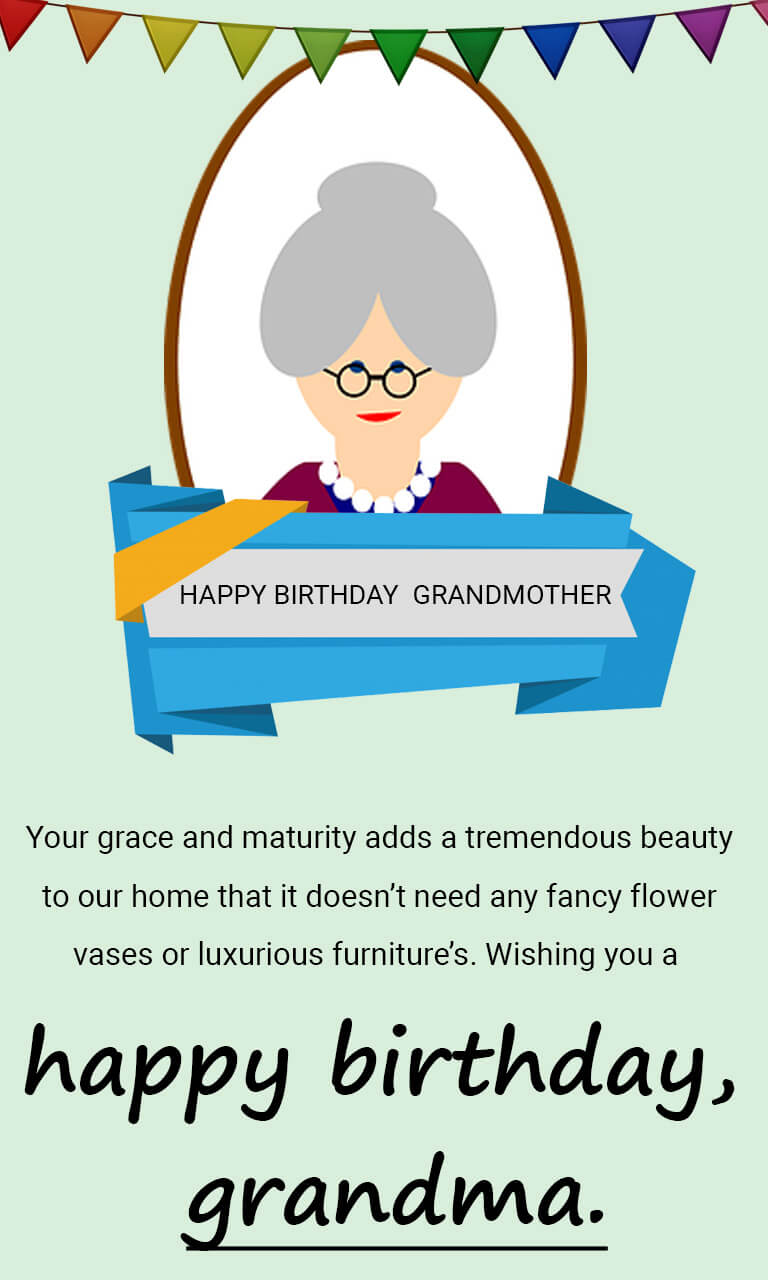 HAPPY BIRTHDAY GRANDMOTHER
Your grace and maturity adds a tremendous beauty
to our home that it doesn’t need any fancy flower
vases or luxurious furniture’s. Wishing you a
happy birthday,
grandma.